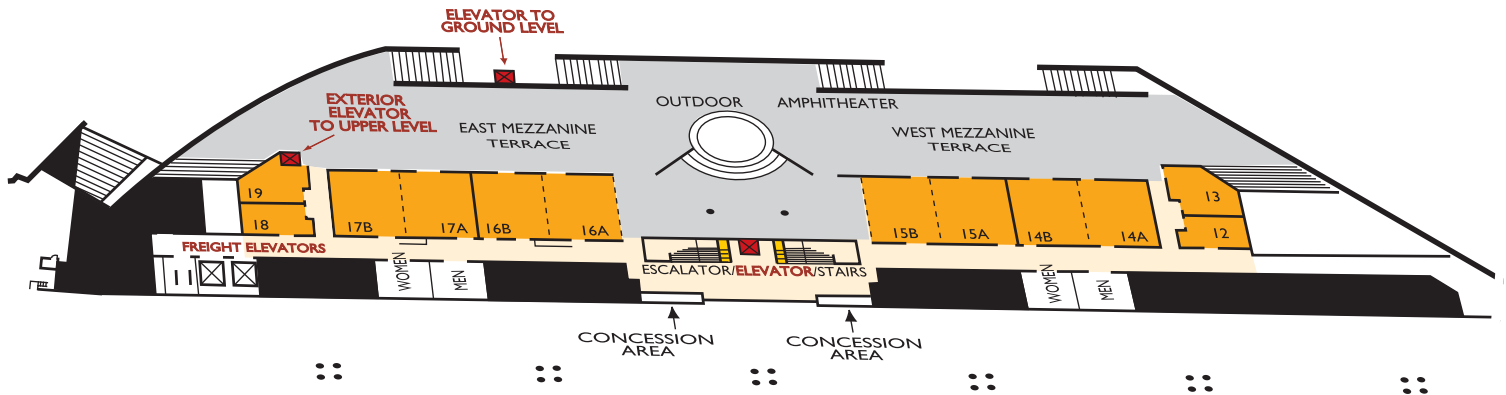 ELEVATOR TO
GROUND LEVEL
EXTERIOR
ELEVATOR
TO UPPER LEVEL
EAST MEZZANINE
TERRACE
OUTDOOR AMPHITHEATER
WEST MEZZANINE
TERRACE
19
18
17B
17A
16B
16A
15B
15A
14B
14A
13
12
FREIGHT ELEVATORS
WOMEN
MEN
ESCALATOR/ELEVATOR/STAIRS
WOMEN
MEN
CONCESSION
AREA
CONCESSION
AREA